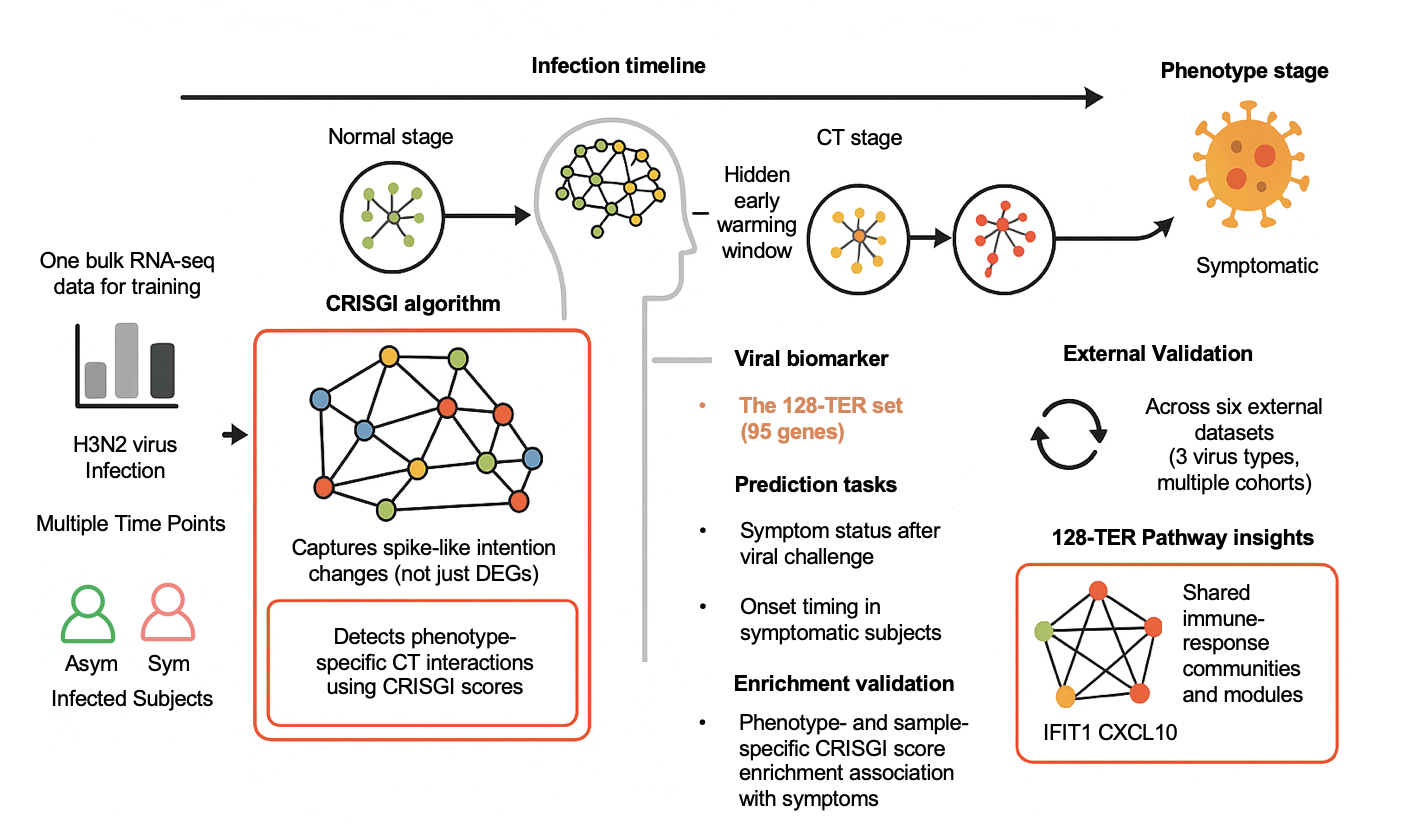 Infection timeline
Phenotype stage
Normal stage
CT stage
Hidden
early
warming
window
Symptomatic
One bulk RNA-seq
data for training
H3N2 virus
Infection
Multiple Time Points
Asym
Sym
Infected Subjects
CRISGI algorithm
Captures spike-like intention
changes (not just DEGs)
Detects phenotype-
specific CT interactions
using CRISGI scores
Viral biomarker
• The 128-TER set
(95 genes)
Prediction tasks
• Symptom status after
viral challenge
• Onset timing in
symptomatic subjects
Enrichment validation
• Phenotype- and sample-
specific CRISGI score
enrichment association
with symptoms
External Validation
Across six external
datasets
(3 virus types,
multiple cohorts)
128-TER Pathway insights
Shared
immune-
response
communities
and modules
IFIT1 CXCL10